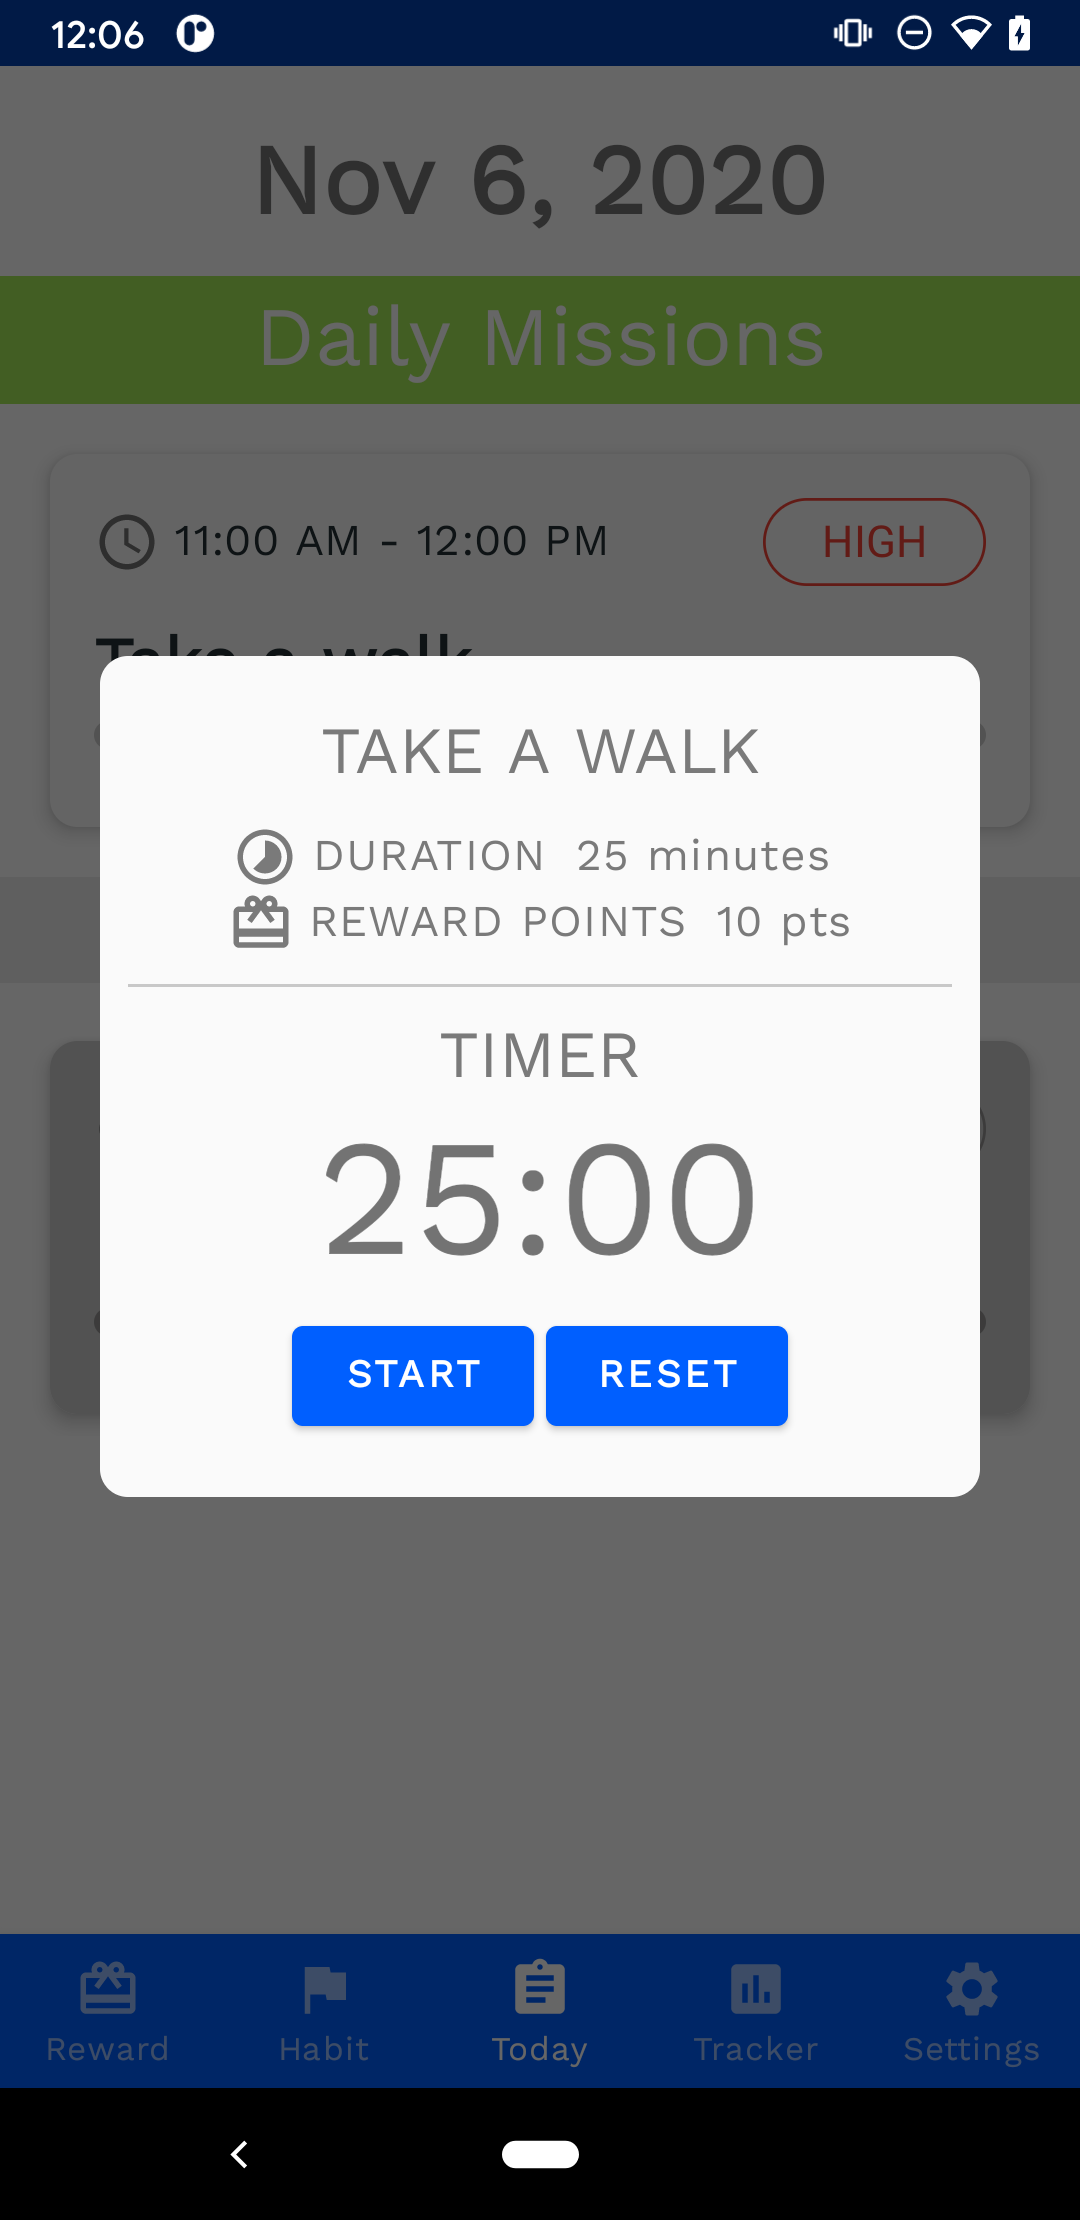 12:06
Nov 6, 2020
Daily Missions
11:00 AM - 12:00 PM
HIGH
Take a walk
TAKE A WALK
DURATION 25 minutes
REWARD POINTS 10 pts
TIMER
25:00
START RESET
Reward Habit Today Tracker Settings